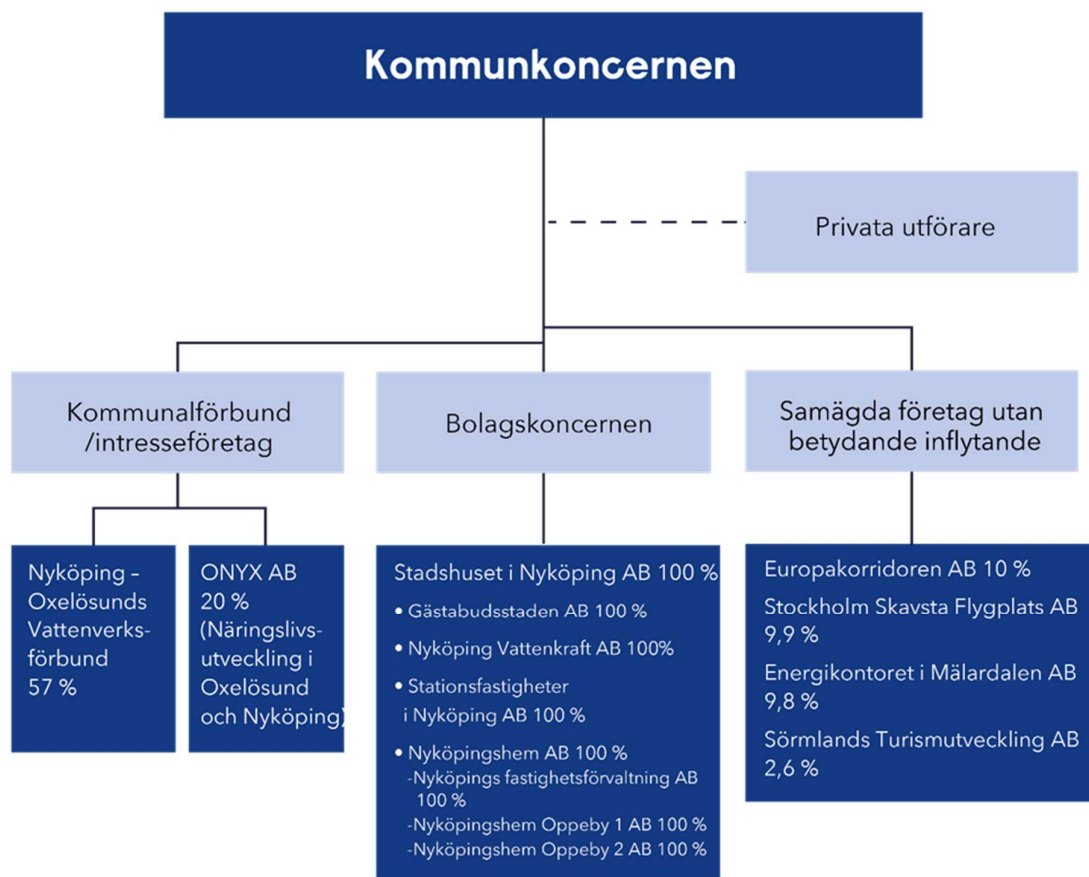 Kommunkoncernen
Privata utförare
Kommunalförbund
/intresseföretag
Bolagskoncernen
Samägda företag utan
betydande inflytande
Nyköping –
Oxelösunds
Vattenverks-
förbund
57 %
ONYX AB
20 %
(Näringslivs-
utveckling i
Oxelösund
och Nyköping)
Stadshuset i Nyköping AB 100 %
• Gästabudsstaden AB 100 %
• Nyköping Vattenkraft AB 100%
• Stationsfastigheter
i Nyköping AB 100 %
• Nyköpingshem AB 100 %
-Nyköpings fastighetsförvaltning AB
100 %
-Nyköpingshem Oppeby 1 AB 100 %
-Nyköpingshem Oppeby 2 AB 100 %
Europakorridoren AB 10 %
Stockholm Skavsta Flygplats AB
9,9 %
Energikontoret i Mälardalen AB
9,8 %
Sörmlands Turismutveckling AB
2,6 %